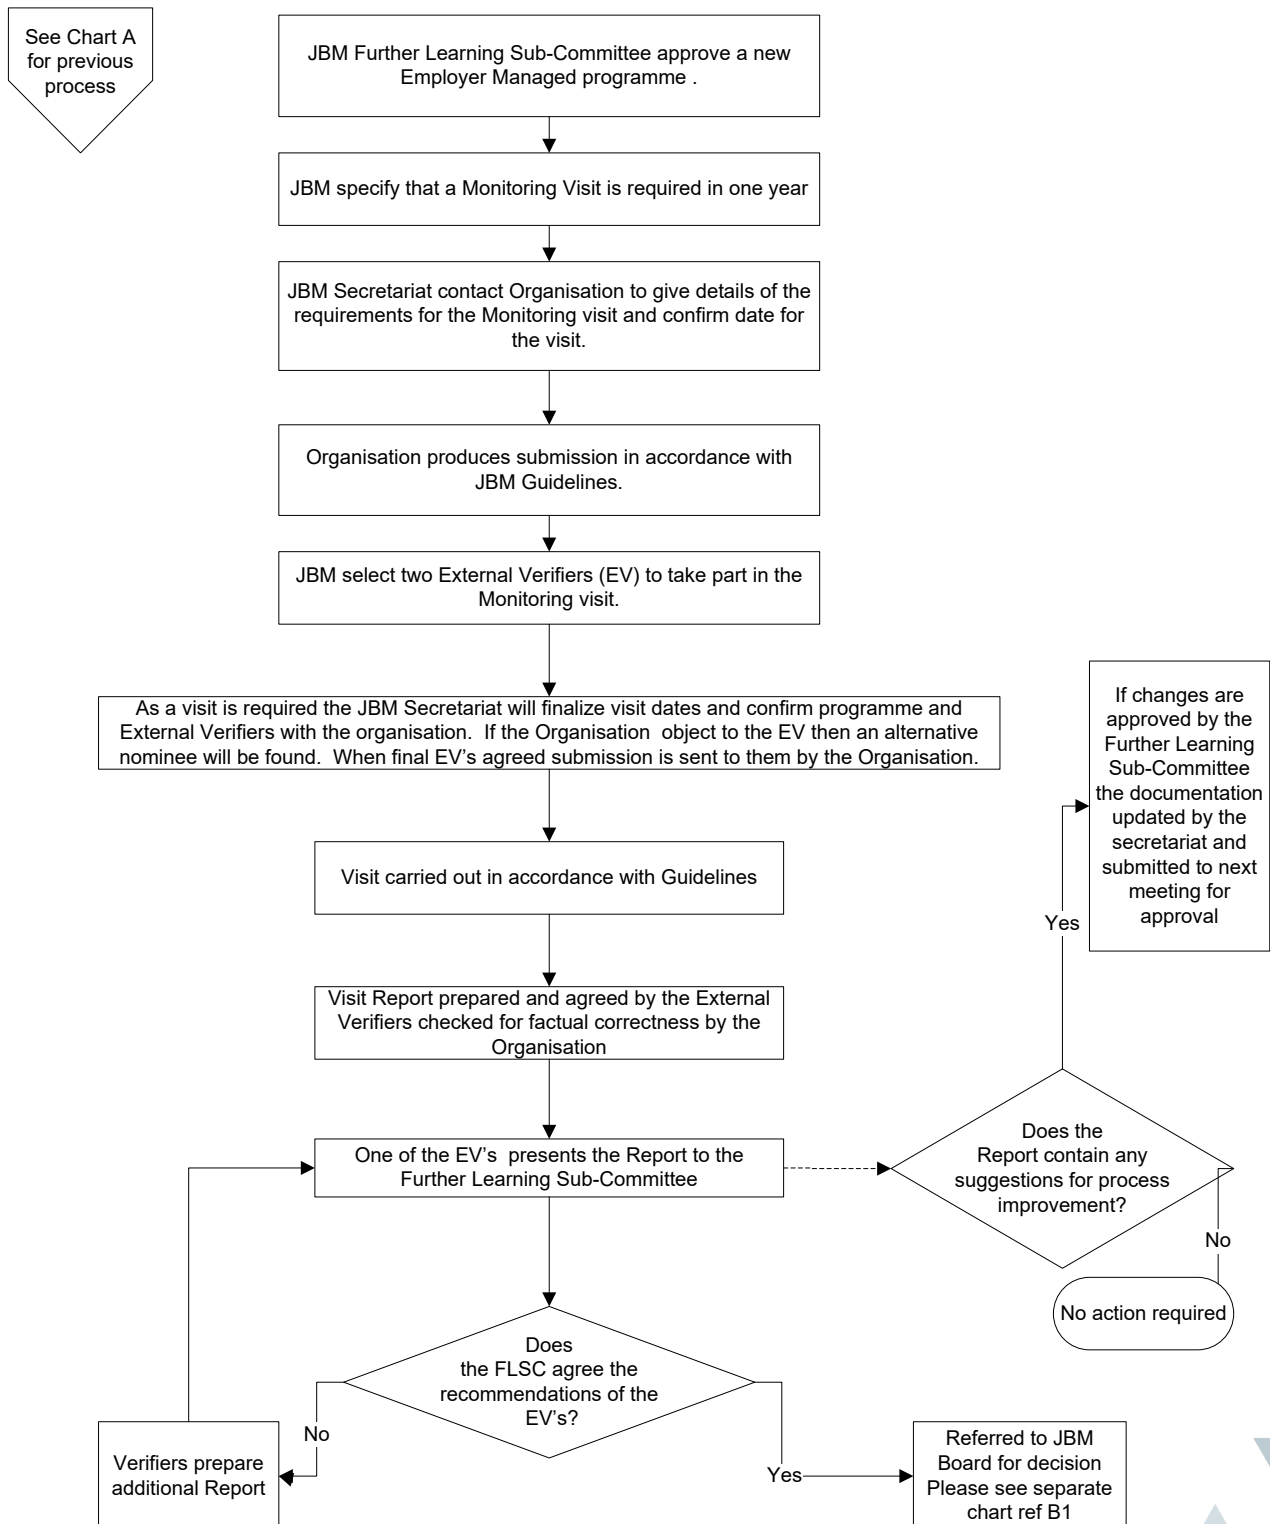 See Chart A
for previous
process
JBM Further Learning Sub-Committee approve a new
Employer Managed programme .
JBM specify that a Monitoring Visit is required in one year
JBM Secretariat contact Organisation to give details of the
requirements for the Monitoring visit and confirm date for
the visit.
Organisation produces submission in accordance with
JBM Guidelines.
JBM select two External Verifiers (EV) to take part in the
Monitoring visit.
As a visit is required the JBM Secretariat will finalize visit dates and confirm programme and
External Verifiers with the organisation.  If the Organisation  object to the EV then an alternative
nominee will be found.  When final EV's agreed submission is sent to them by the Organisation.
If changes are
approved by the
Further Learning
Sub-Committee
the documentation
updated by the
secretariat and
submitted to next
meeting for
approval
Visit carried out in accordance with Guidelines
Yes
Visit Report prepared and agreed by the External
Verifiers checked for factual correctness by the
Organisation
One of the EV's  presents the Report to the
Further Learning Sub-Committee
Does the
Report contain any
suggestions for process
improvement?
No
No action required
Does
the FLSC agree the
recommendations of the
EV's?
No
Verifiers prepare
additional Report
Yes
Referred to JBM
Board for decision
Please see separate
chart ref B1